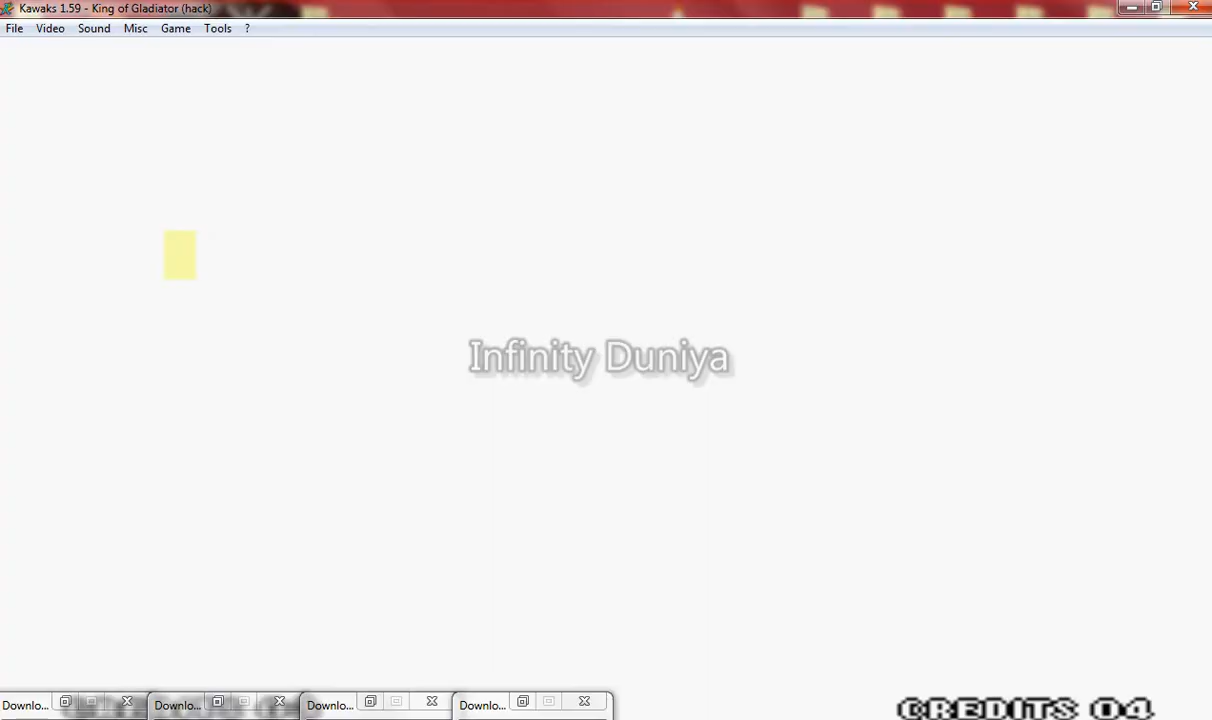 Kawaks 1.59 - King of Gladiator (hack)
File Video Sound Misc Game Tools ?
Infinity Duniya
Downlo... Downlo... Downlo... Downlo...
CREDITS 04